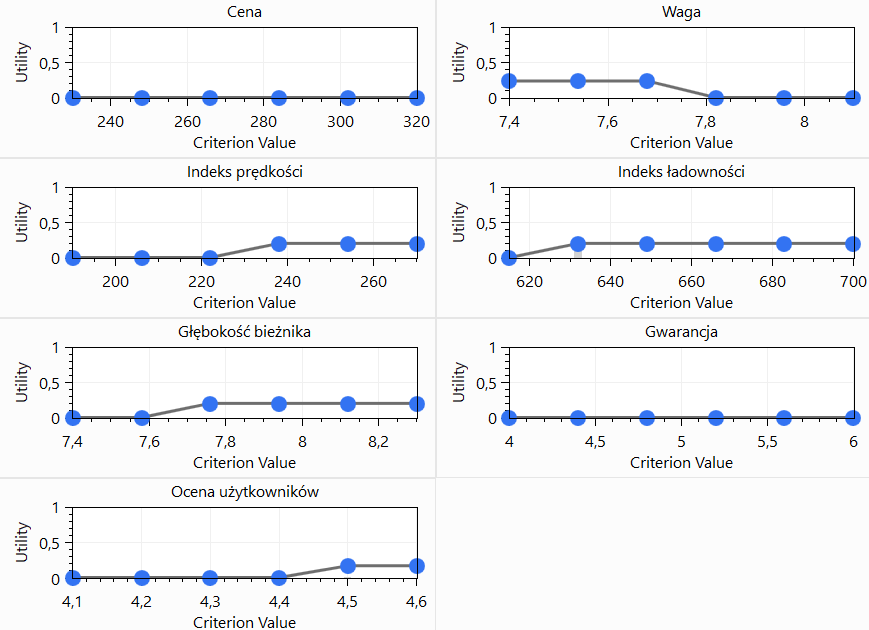 Cena
Utility
1
0,5
0
240 260 280 300 320
Criterion Value
Waga
Utility
1
0,5
0
7,4 7,6 7,8 8
Criterion Value
Indeks prędkości
Utility
1
0,5
0
200 220 240 260
Criterion Value
Indeks ładowności
Utility
1
0,5
0
620 640 660 680 700
Criterion Value
Głębokość bieżnika
Utility
1
0,5
0
7,4 7,6 7,8 8 8,2
Criterion Value
Gwarancja
Utility
1
0,5
0
4 4,5 5 5,5 6
Criterion Value
Ocena użytkowników
Utility
1
0,5
0
4,1 4,2 4,3 4,4 4,5 4,6
Criterion Value